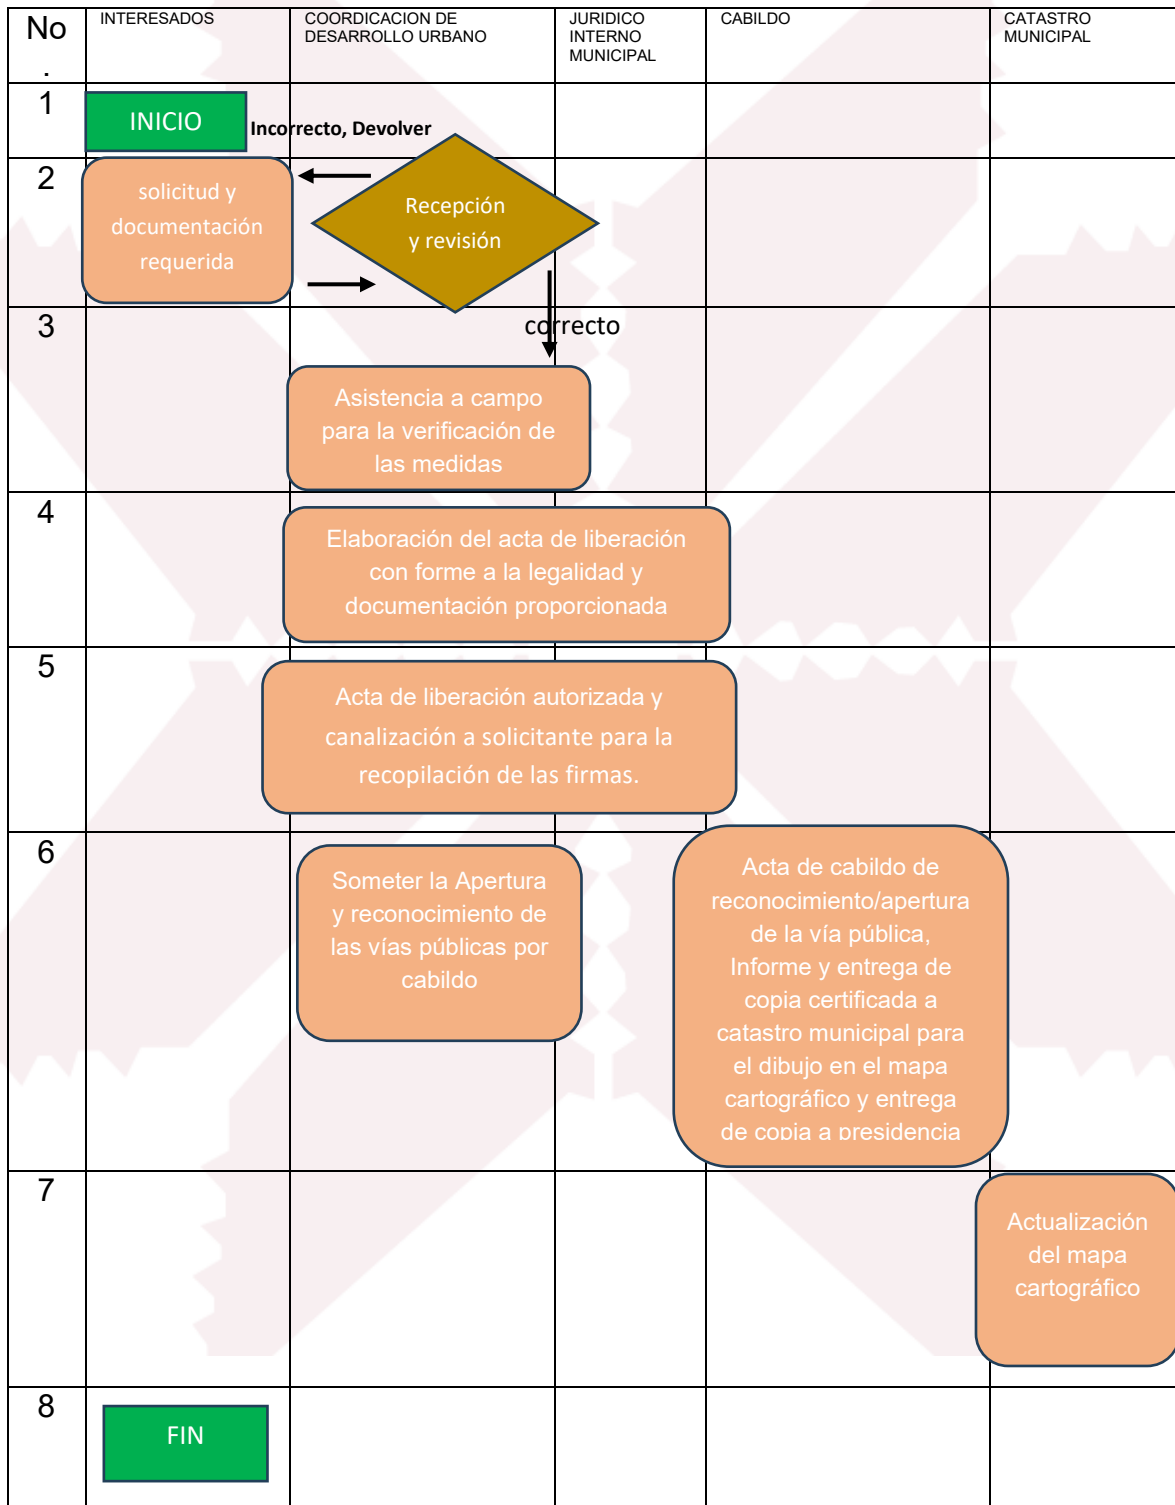 No
.
INTERESADOS
COORDICACION DE
DESARROLLO URBANO
JURIDICO
INTERNO
MUNICIPAL
CABILDO
CATASTRO
MUNICIPAL
1
INICIO
Incorrecto, Devolver
2
solicitud y
documentación
requerida
Recepción
y revisión
3
correcto
Asistencia a campo
para la verificación de
las medidas
4
Elaboración del acta de liberación
con forme a la legalidad y
documentación proporcionada
5
Acta de liberación autorizada y
canalización a solicitante para la
recopilación de las firmas.
6
Someter la Apertura
y reconocimiento de
las vías públicas por
cabildo
Acta de cabildo de
reconocimiento/apertura
de la vía pública,
Informe y entrega de
copia certificada a
catastro municipal para
el dibujo en el mapa
cartográfico y entrega
de copia a presidencia
7
Actualización
del mapa
cartográfico
8
FIN